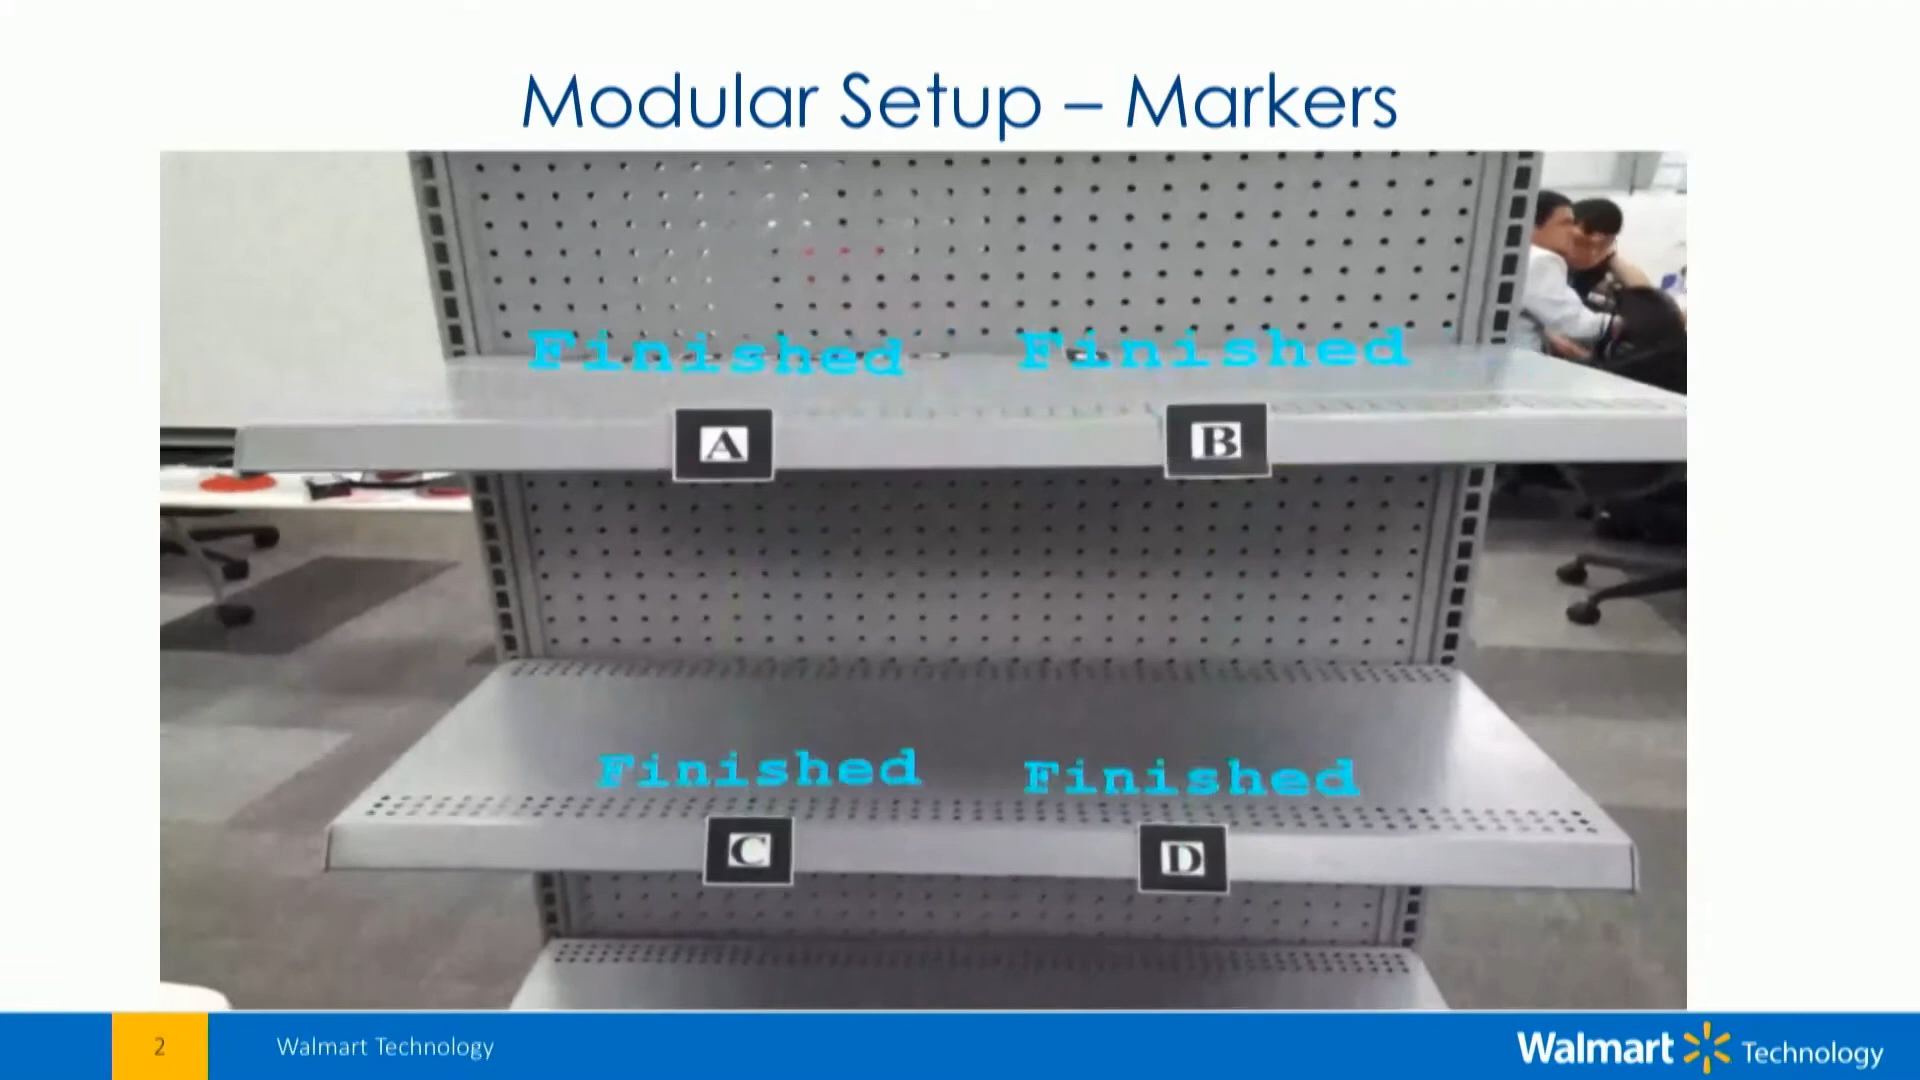 Modular Setup – Markers
Finished Finished
A B
Finished Finished
C D
2 Walmart Technology Walmart Technology